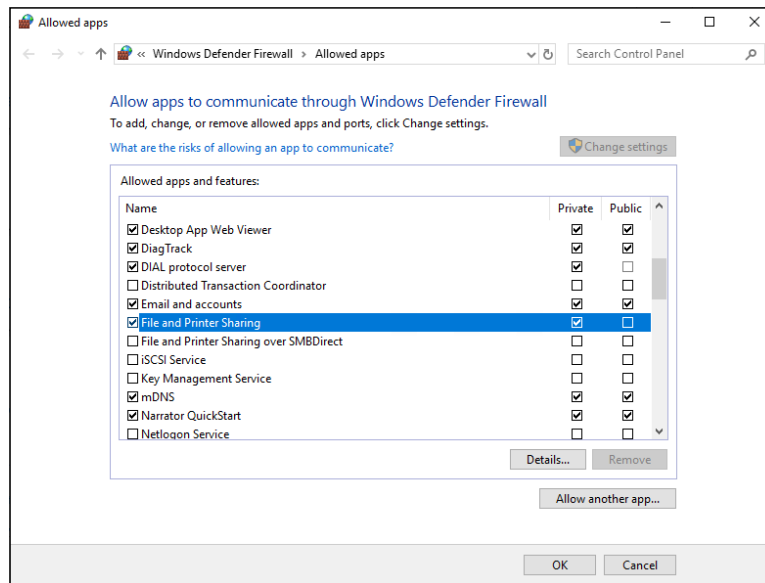 Allowed apps
« Windows Defender Firewall > Allowed apps
Search Control Panel
Allow apps to communicate through Windows Defender Firewall
To add, change, or remove allowed apps and ports, click Change settings.
What are the risks of allowing an app to communicate?
Change settings
Allowed apps and features:
Name Private Public
Desktop App Web Viewer
DiagTrack
DIAL protocol server
Distributed Transaction Coordinator
Email and accounts
File and Printer Sharing
File and Printer Sharing over SMBDirect
iSCSI Service
Key Management Service
mDNS
Narrator QuickStart
Netlogon Service
Details... Remove
Allow another app...
OK Cancel